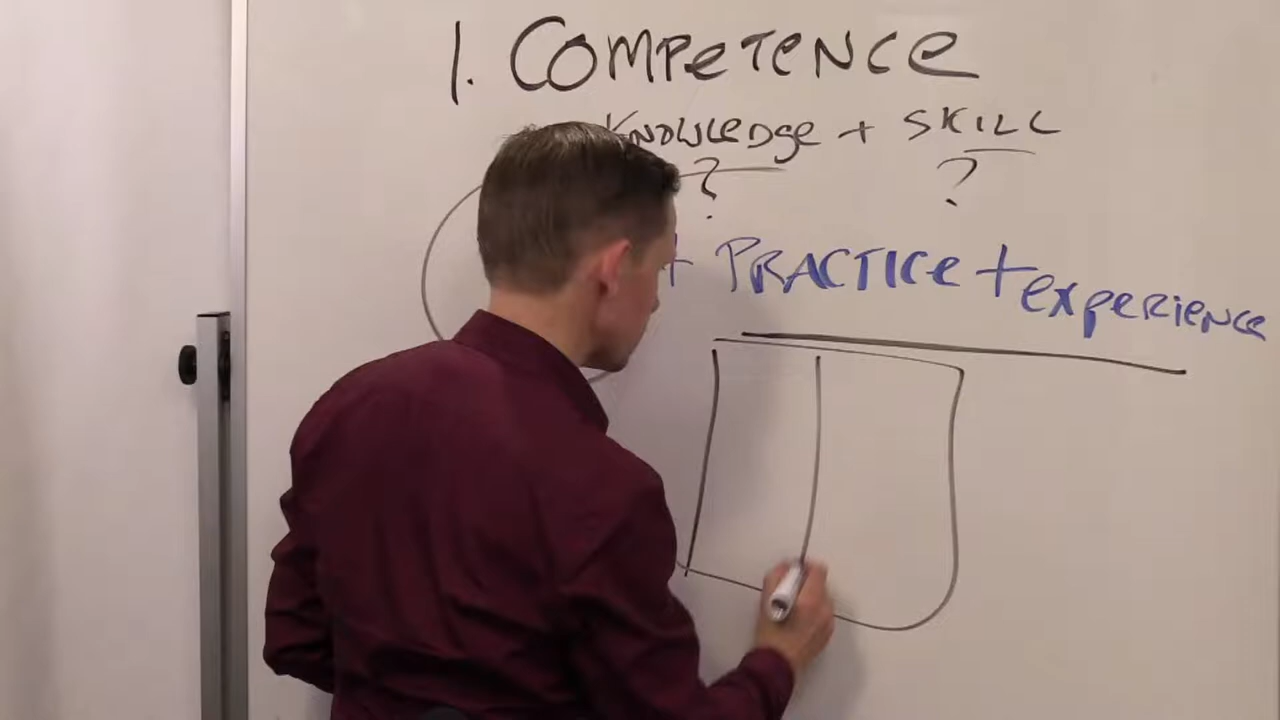 1. COMPETENCE
KNOWLEDGE + SKILL
? ?
+ PRACTICE + EXPERIENCE